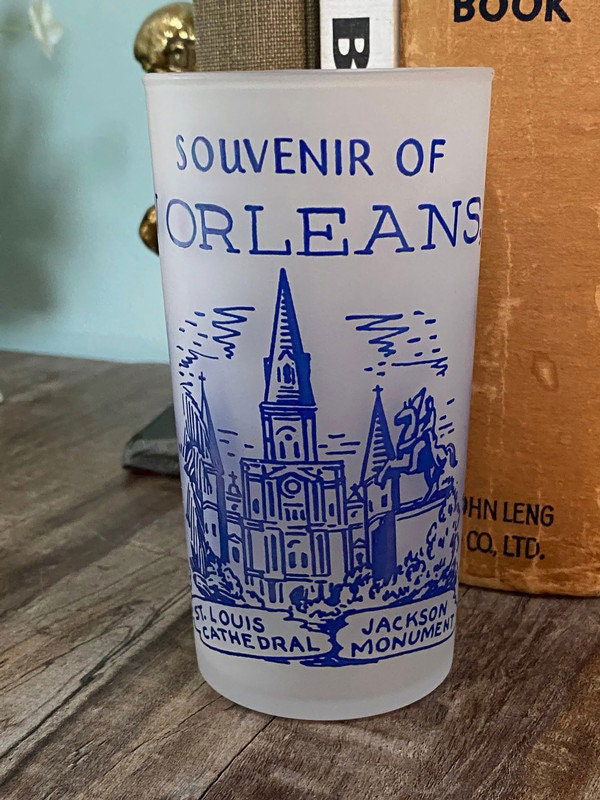 BOOK
B
SOUVENIR OF
ORLEANS
ST. LOUIS
CATHEDRAL
JACKSON
MONUMENT
OHN LENG
CO., LTD.